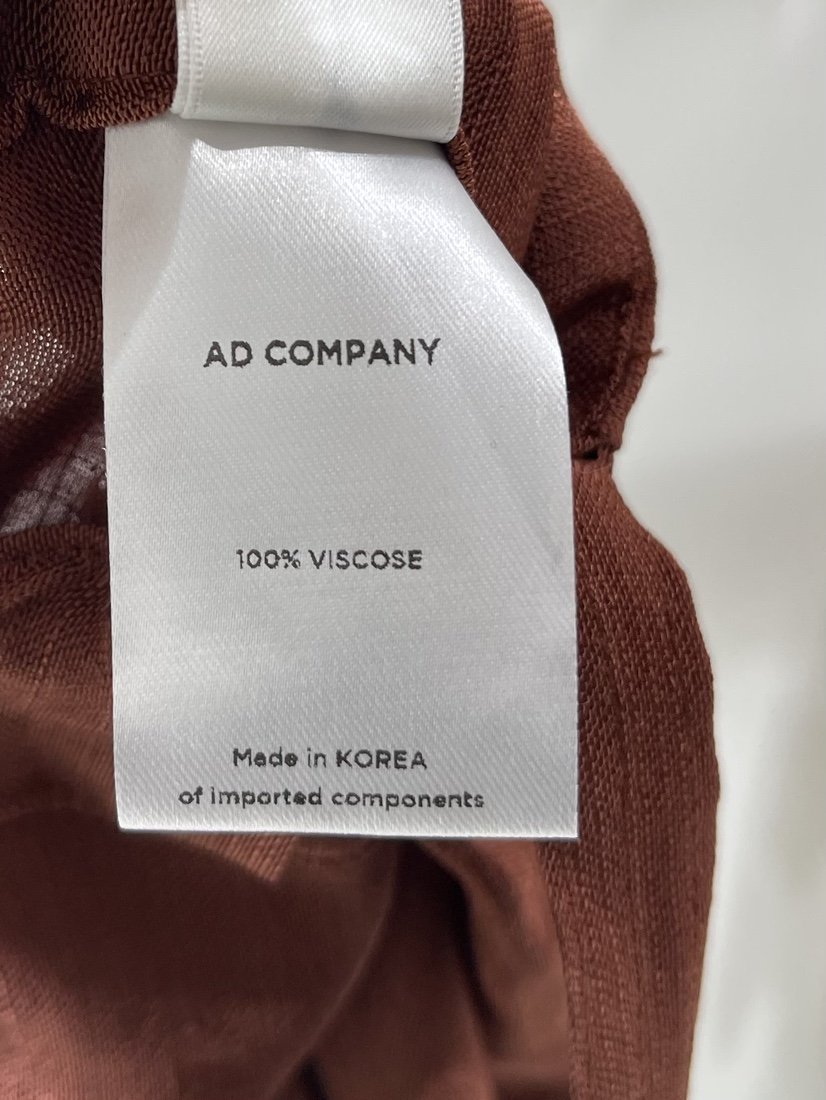 AD COMPANY
100% VISCOSE
Made in KOREA
of imported components